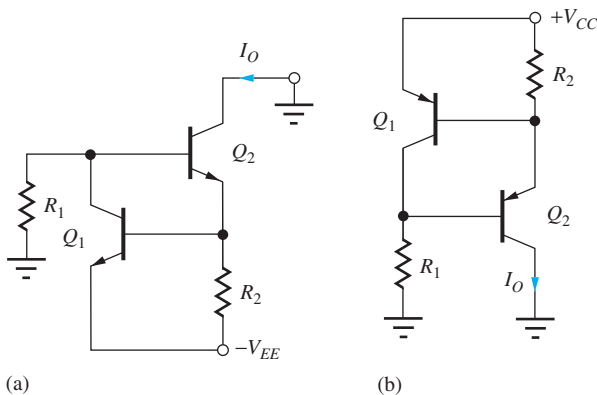 I_O
Q_2
R_1
Q_1
R_2
−V_EE
(a)
+V_CC
R_2
Q_1
Q_2
R_1
I_O
(b)